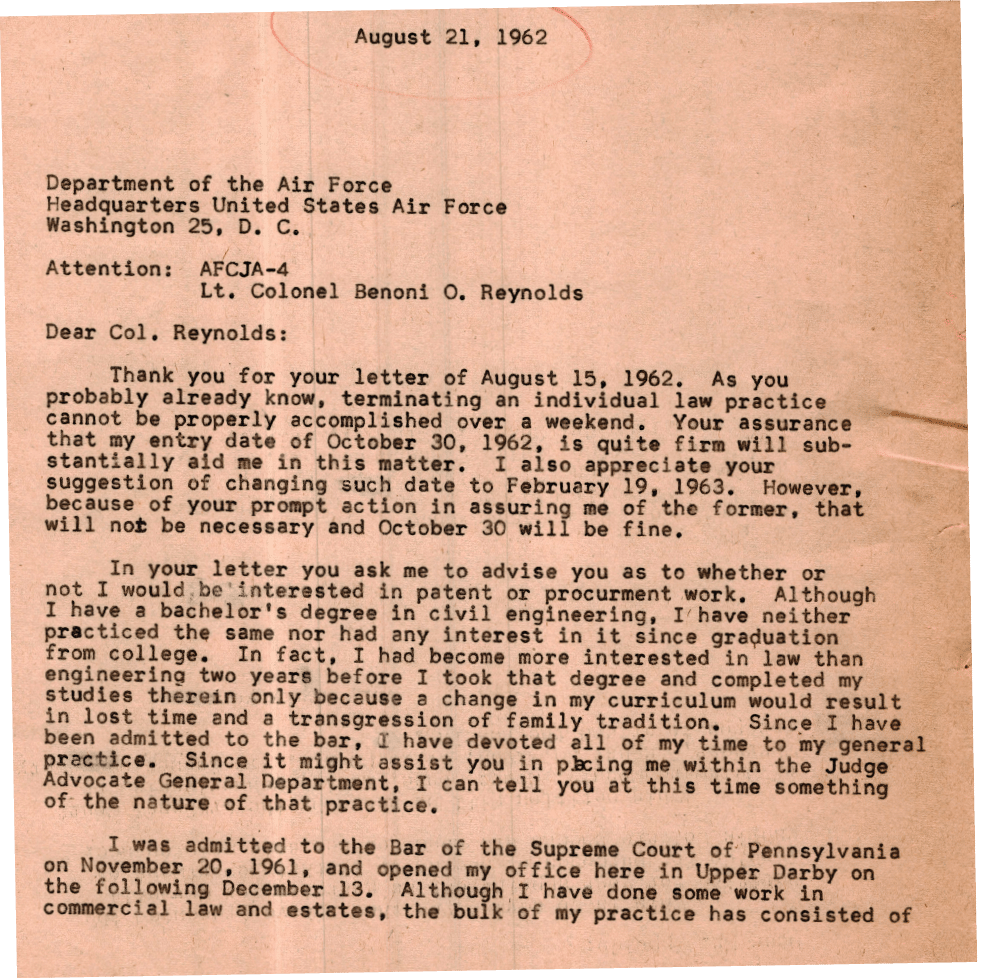 August 21, 1962
Department of the Air Force
Headquarters United States Air Force
Washington 25, D. C.
Attention:  AFCJA-4
Lt. Colonel Benoni O. Reynolds
Dear Col. Reynolds:
Thank you for your letter of August 15, 1962.  As you
probably already know, terminating an individual law practice
cannot be properly accomplished over a weekend.  Your assurance
that my entry date of October 30, 1962, is quite firm will sub-
stantially aid me in this matter.  I also appreciate your
suggestion of changing such date to February 19, 1963.  However,
because of your prompt action in assuring me of the former, that
will not be necessary and October 30 will be fine.
In your letter you ask me to advise you as to whether or
not I would be interested in patent or procurment work.  Although
I have a bachelor's degree in civil engineering, I have neither
practiced the same nor had any interest in it since graduation
from college.  In fact, I had become more interested in law than
engineering two years before I took that degree and completed my
studies therein only because a change in my curriculum would result
in lost time and a transgression of family tradition.  Since I have
been admitted to the bar, I have devoted all of my time to my general
practice.  Since it might assist you in placing me within the Judge
Advocate General Department, I can tell you at this time something
of the nature of that practice.
I was admitted to the Bar of the Supreme Court of Pennsylvania
on November 20, 1961, and opened my office here in Upper Darby on
the following December 13.  Although I have done some work in
commercial law and estates, the bulk of my practice has consisted of